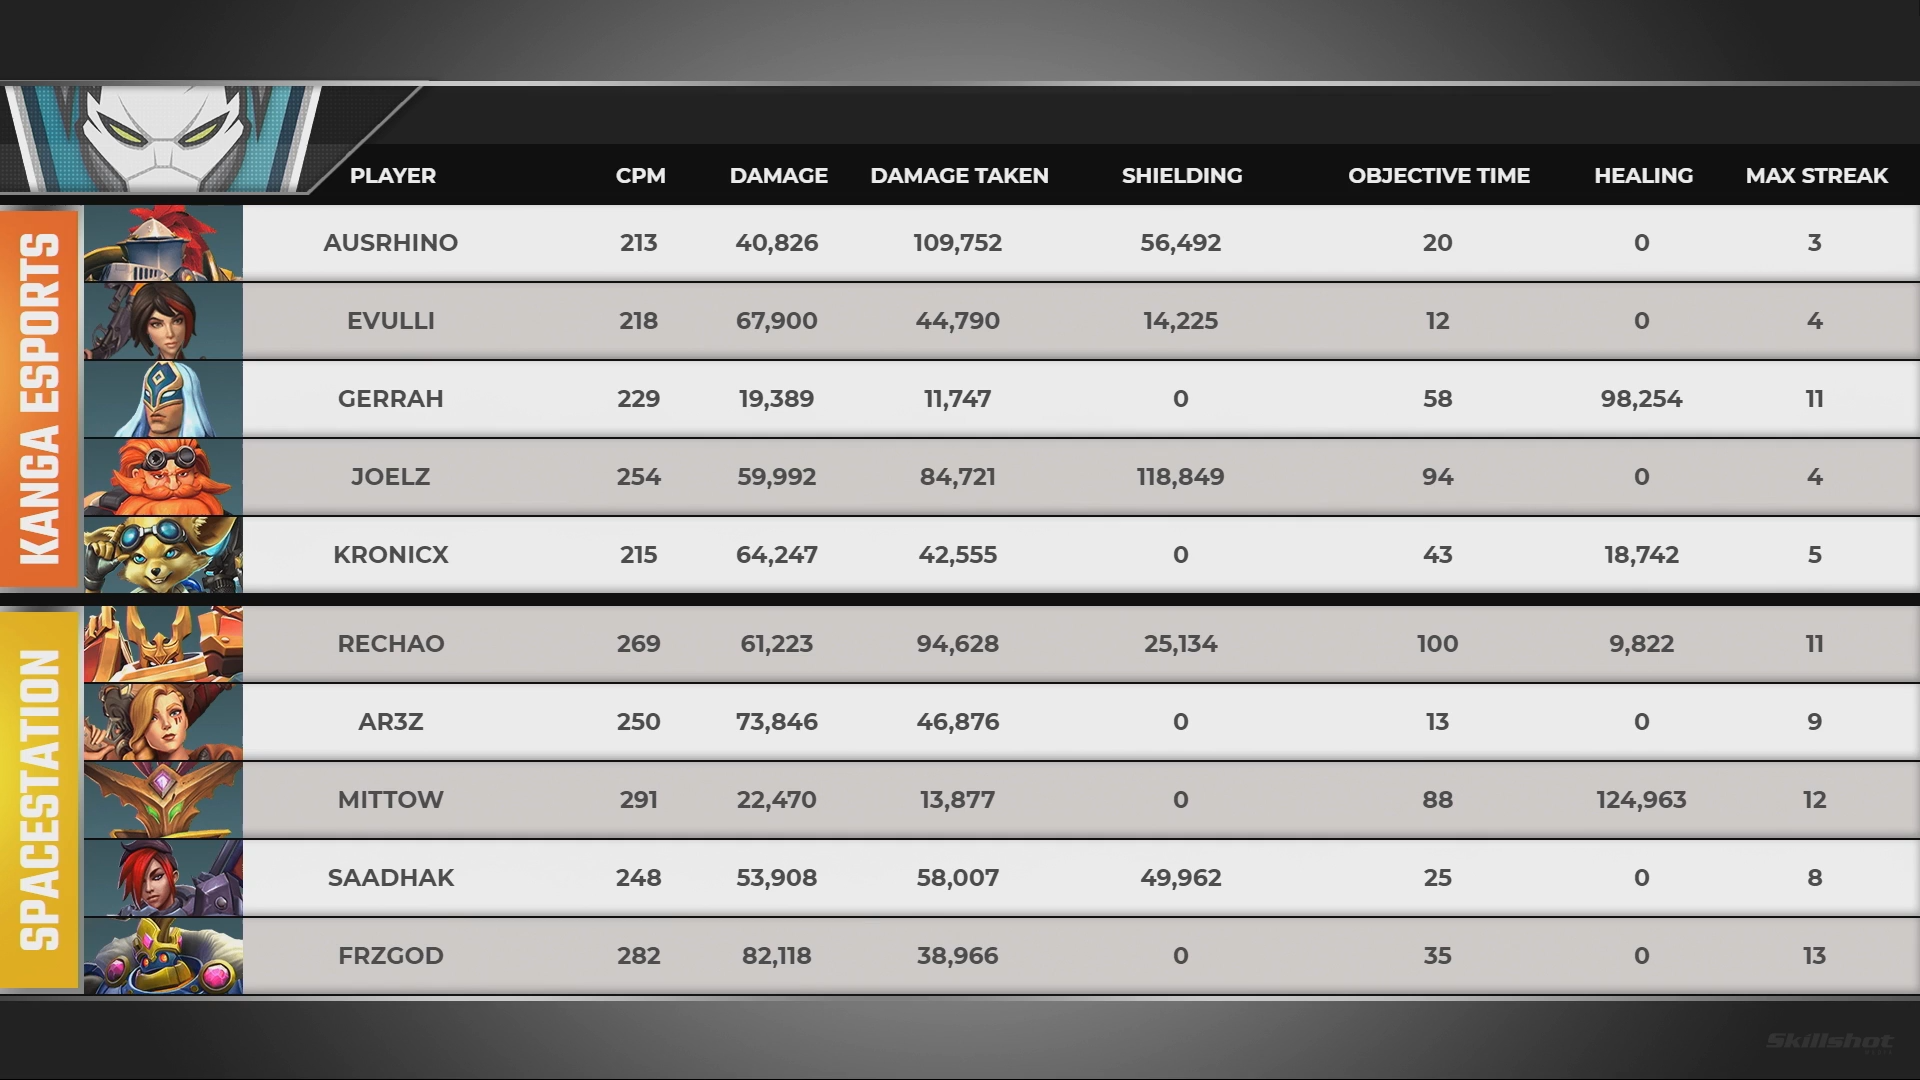 PLAYER CPM DAMAGE DAMAGE TAKEN SHIELDING OBJECTIVE TIME HEALING MAX STREAK
KANGA ESPORTS
AUSRHINO 213 40,826 109,752 56,492 20 0 3
EVULLI 218 67,900 44,790 14,225 12 0 4
GERRAH 229 19,389 11,747 0 58 98,254 11
JOELZ 254 59,992 84,721 118,849 94 0 4
KRONICX 215 64,247 42,555 0 43 18,742 5
SPACESTATION
RECHAO 269 61,223 94,628 25,134 100 9,822 11
AR3Z 250 73,846 46,876 0 13 0 9
MITTOW 291 22,470 13,877 0 88 124,963 12
SAADHAK 248 53,908 58,007 49,962 25 0 8
FRZGOD 282 82,118 38,966 0 35 0 13
Skillshot